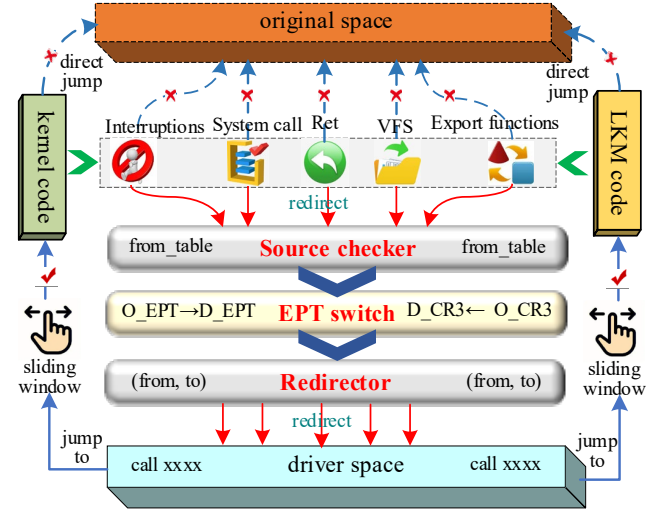 original space
direct
jump
direct
jump
kernel code
LKM code
Interruptions
System call
Ret
VFS
Export functions
redirect
from_table
Source checker
from_table
O_EPT→D_EPT
EPT switch
D_CR3← O_CR3
(from, to)
Redirector
(from, to)
sliding
window
sliding
window
redirect
jump
to
jump
to
call xxxx
driver space
call xxxx